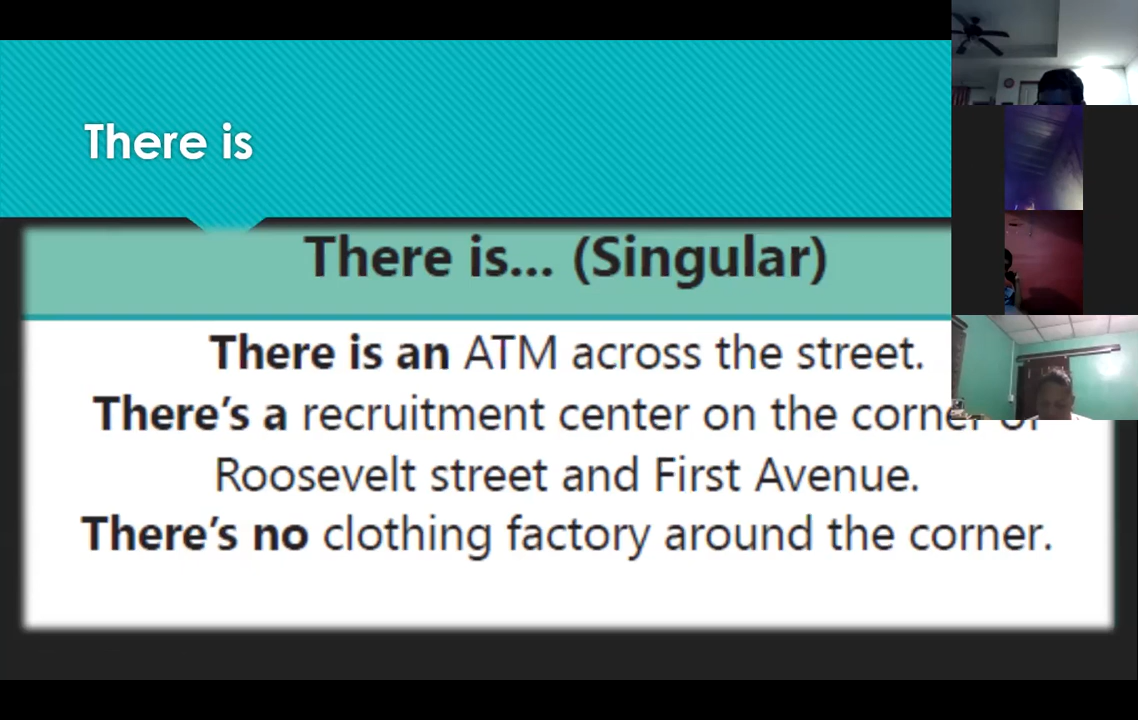 There is
There is... (Singular)
There is an ATM across the street.
There's a recruitment center on the corner of
Roosevelt street and First Avenue.
There's no clothing factory around the corner.